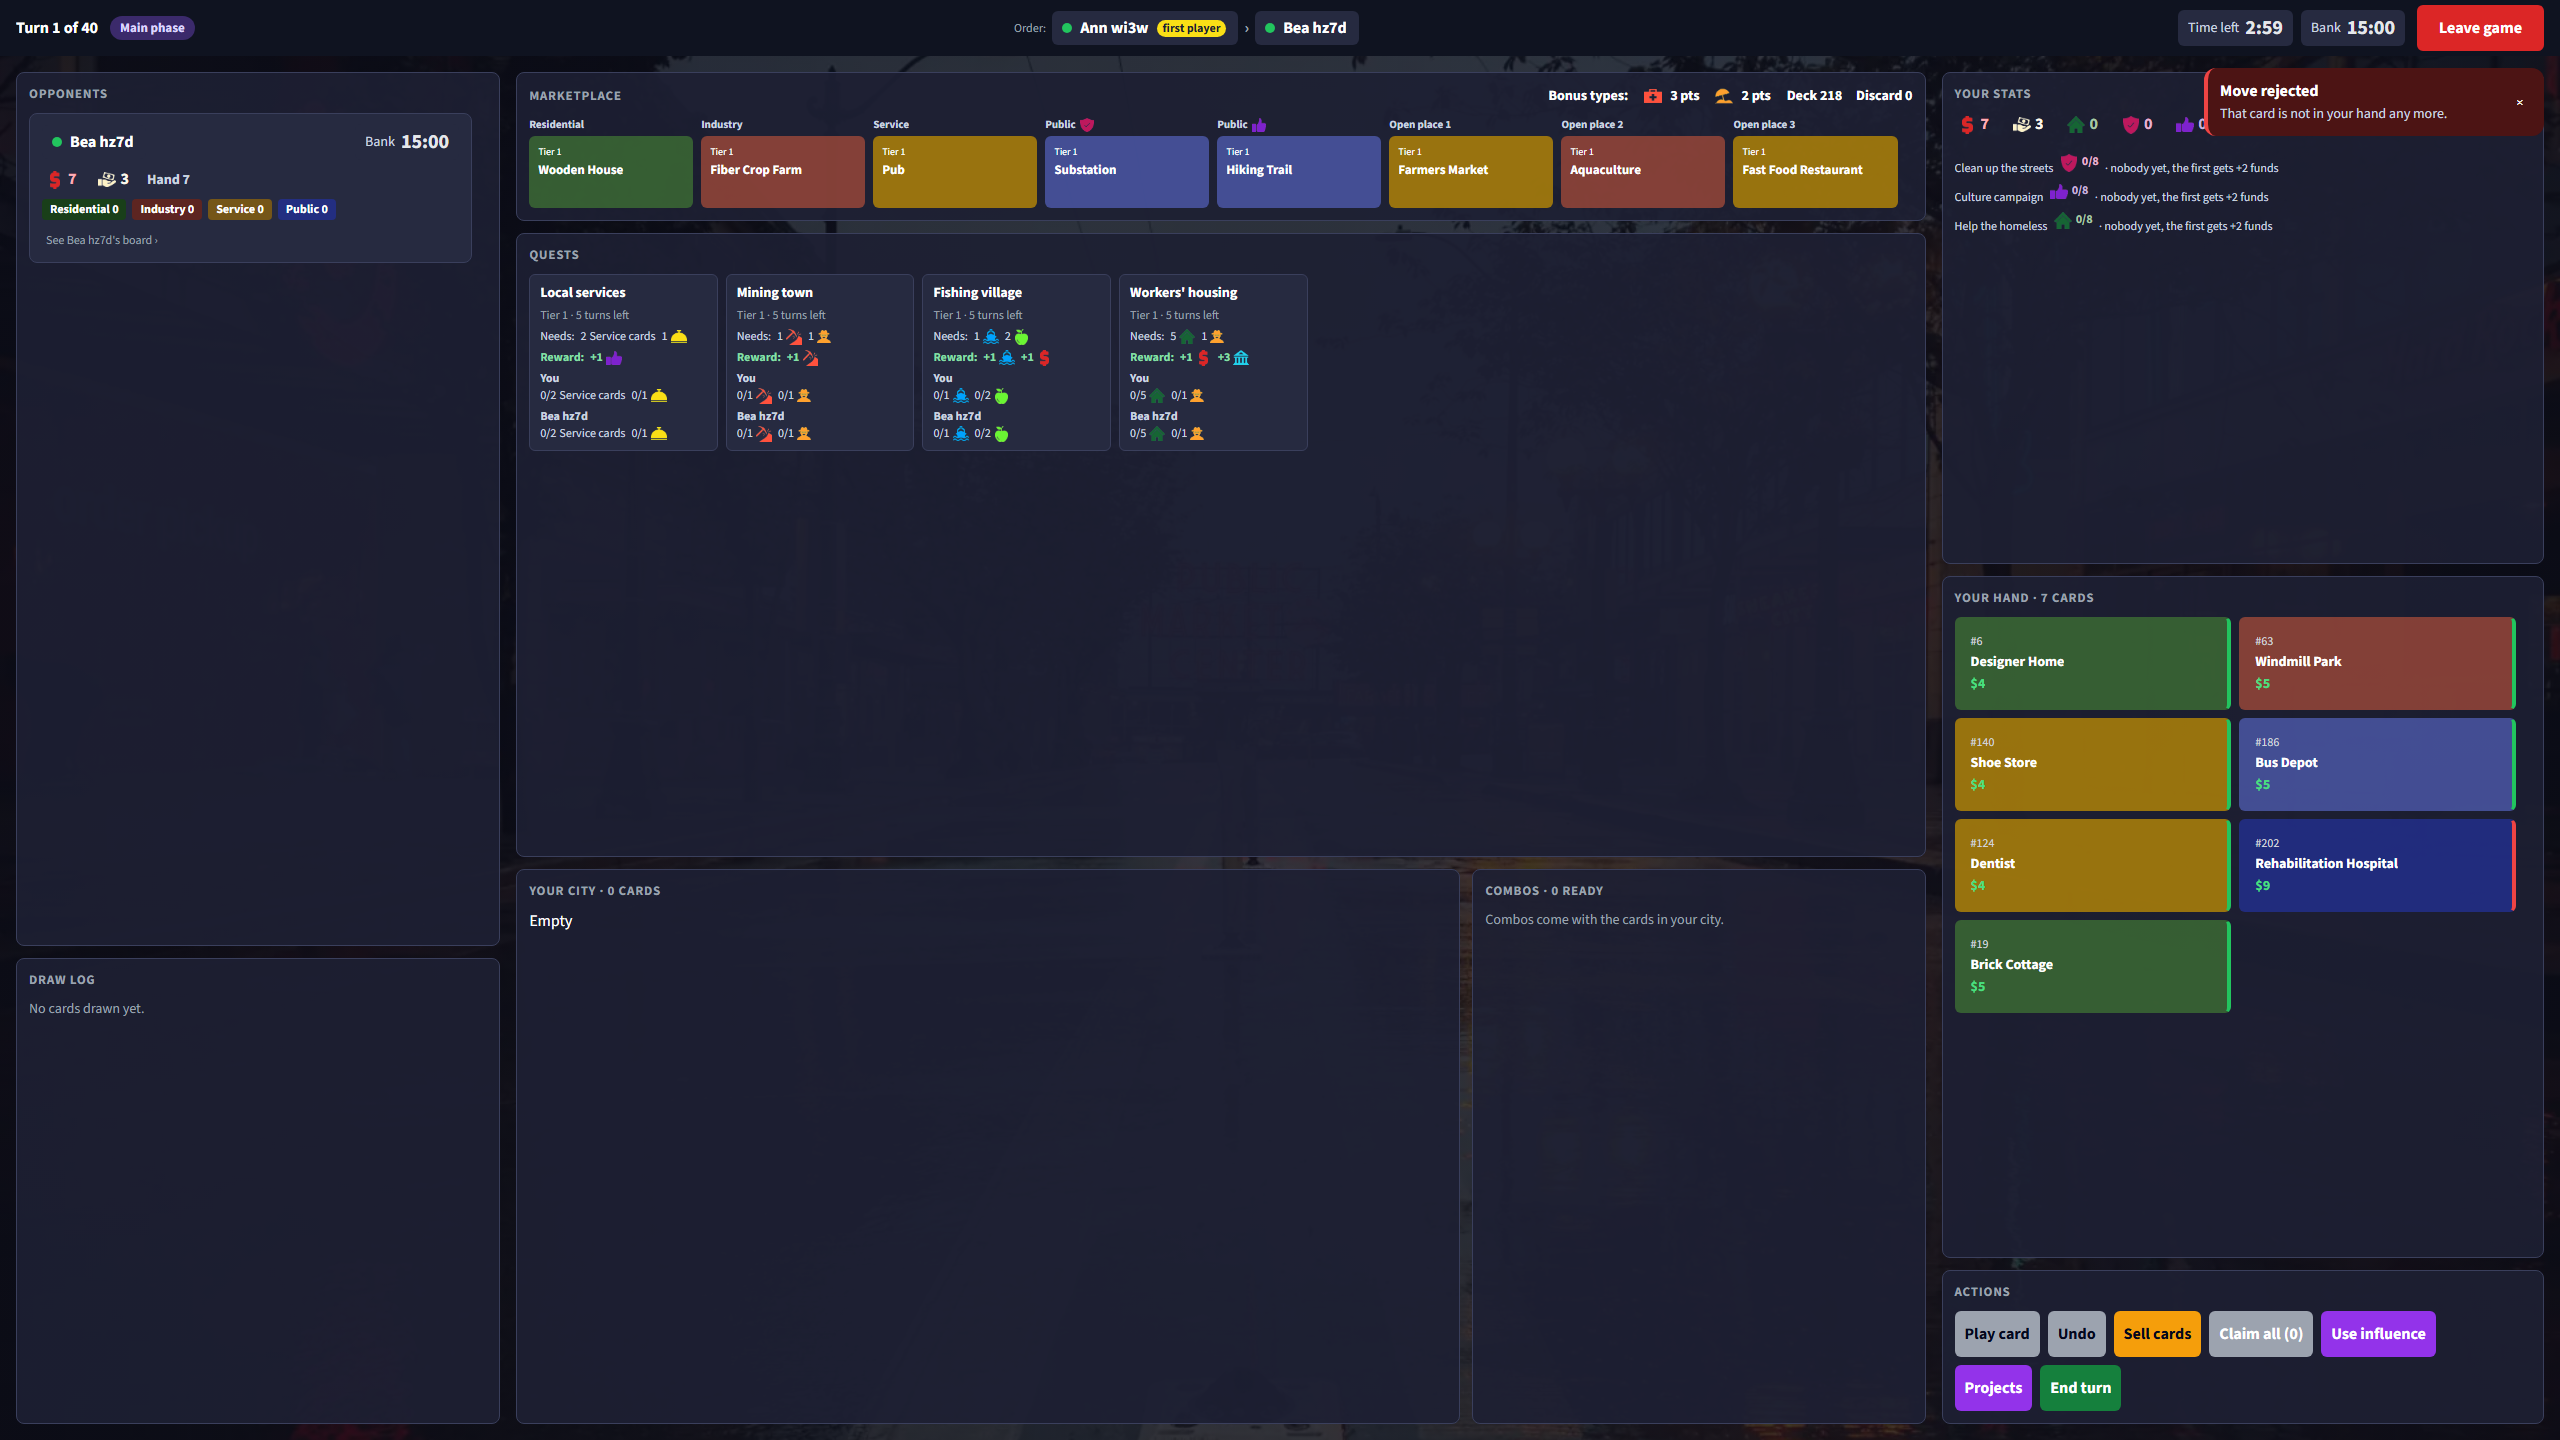 Turn 1 of 40 Main phase
Order: Ann wi3w first player › Bea hz7d
Time left 2:59 Bank 15:00 Leave game
OPPONENTS
Bea hz7d Bank 15:00
7 3 Hand 7
Residential 0 Industry 0 Service 0 Public 0
See Bea hz7d's board ›
DRAW LOG
No cards drawn yet.
MARKETPLACE
Bonus types: 3 pts 2 pts Deck 218 Discard 0
Residential Industry Service Public Public Open place 1 Open place 2 Open place 3
Tier 1 Tier 1 Tier 1 Tier 1 Tier 1 Tier 1 Tier 1 Tier 1
Wooden House Fiber Crop Farm Pub Substation Hiking Trail Farmers Market Aquaculture Fast Food Restaurant
QUESTS
Local services
Tier 1 · 5 turns left
Needs: 2 Service cards 1
Reward: +1
You
0/2 Service cards 0/1
Bea hz7d
0/2 Service cards 0/1
Mining town
Tier 1 · 5 turns left
Needs: 1 1
Reward: +1
You
0/1 0/1
Bea hz7d
0/1 0/1
Fishing village
Tier 1 · 5 turns left
Needs: 1 2
Reward: +1 +1
You
0/1 0/2
Bea hz7d
0/1 0/2
Workers' housing
Tier 1 · 5 turns left
Needs: 5 1
Reward: +1 +3
You
0/5 0/1
Bea hz7d
0/5 0/1
YOUR CITY · 0 CARDS
Empty
COMBOS · 0 READY
Combos come with the cards in your city.
YOUR STATS
7 3 0 0
Move rejected
That card is not in your hand any more.
×
Clean up the streets 0/8 · nobody yet, the first gets +2 funds
Culture campaign 0/8 · nobody yet, the first gets +2 funds
Help the homeless 0/8 · nobody yet, the first gets +2 funds
YOUR HAND · 7 CARDS
#6
Designer Home
$4
#63
Windmill Park
$5
#140
Shoe Store
$4
#186
Bus Depot
$5
#124
Dentist
$4
#202
Rehabilitation Hospital
$9
#19
Brick Cottage
$5
ACTIONS
Play card Undo Sell cards Claim all (0) Use influence
Projects End turn